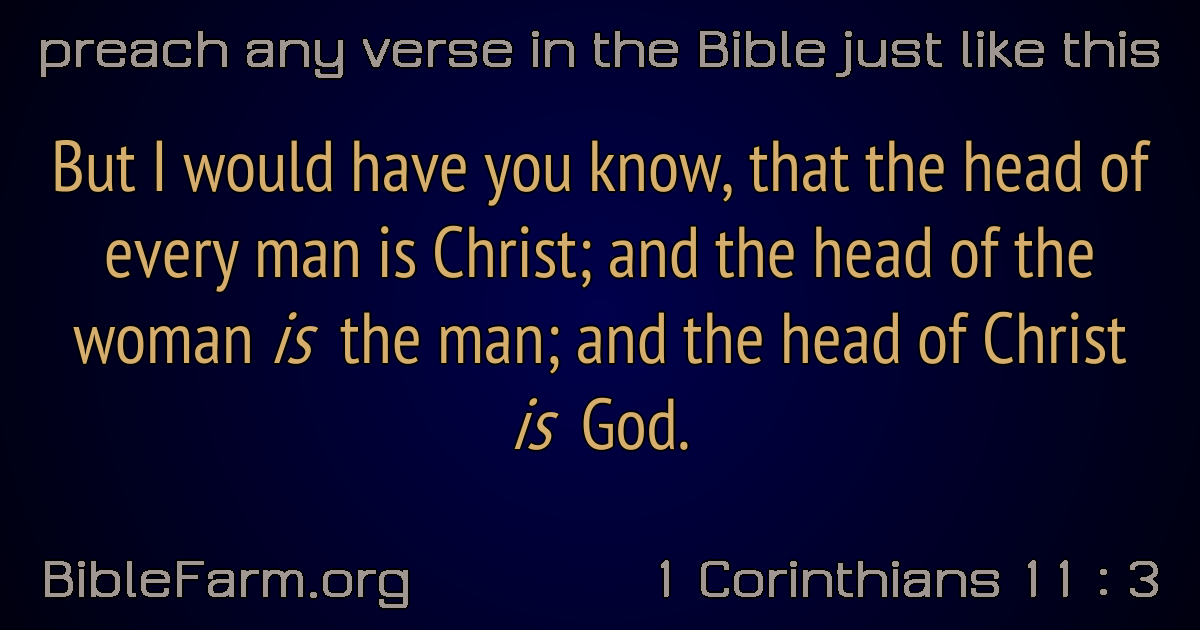 preach any verse in the Bible just like this
But I would have you know, that the head of
every man is Christ; and the head of the
woman is the man; and the head of Christ
is God.
BibleFarm.org
1 Corinthians 11 : 3